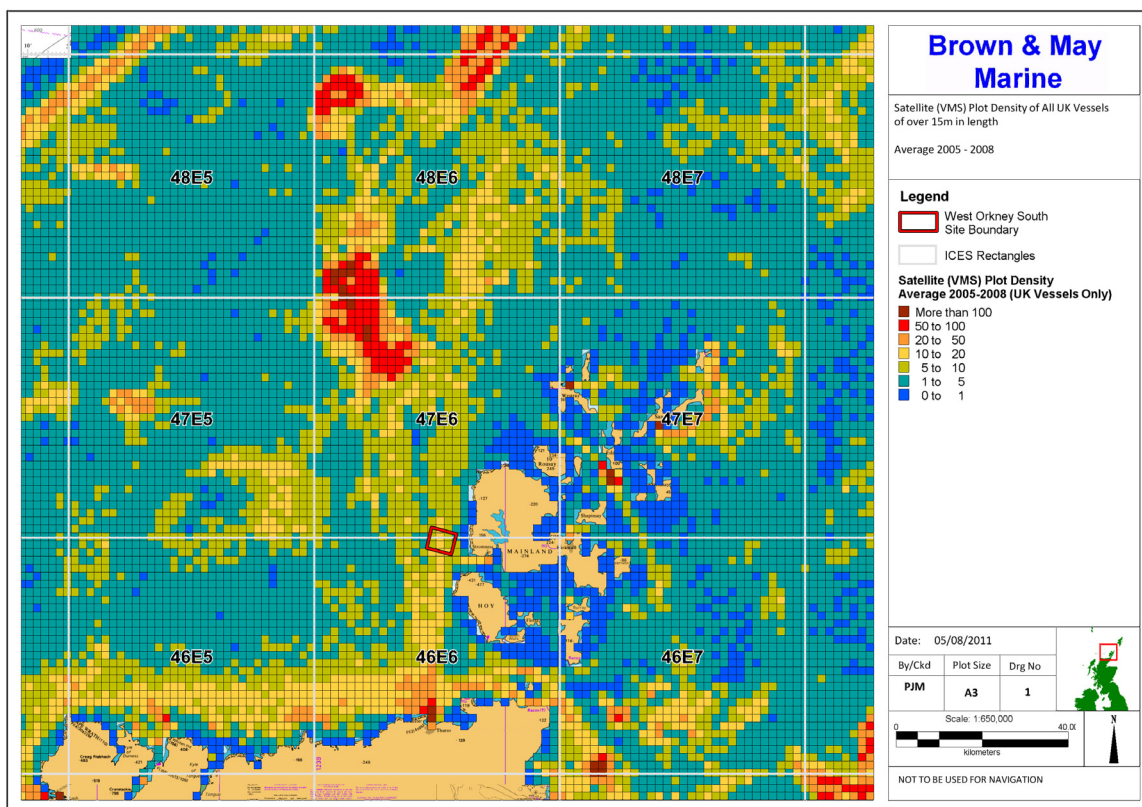 Brown & May
Marine
Satellite (VMS) Plot Density of All UK Vessels
of over 15m in length
Average 2005 - 2008
Legend
West Orkney South
Site Boundary
ICES Rectangles
Satellite (VMS) Plot Density
Average 2005-2008 (UK Vessels Only)
More than 100
50 to 100
20 to 50
10 to 20
5 to 10
1 to 5
0 to 1
48E5
48E6
48E7
47E5
47E6
47E7
MAINLAND
HOY
46E5
46E6
46E7
Date: 05/08/2011
By/Ckd
Plot Size
Drg No
PJM
A3
1
Scale: 1:650,000
0
40.00
kilometers
N
NOT TO BE USED FOR NAVIGATION